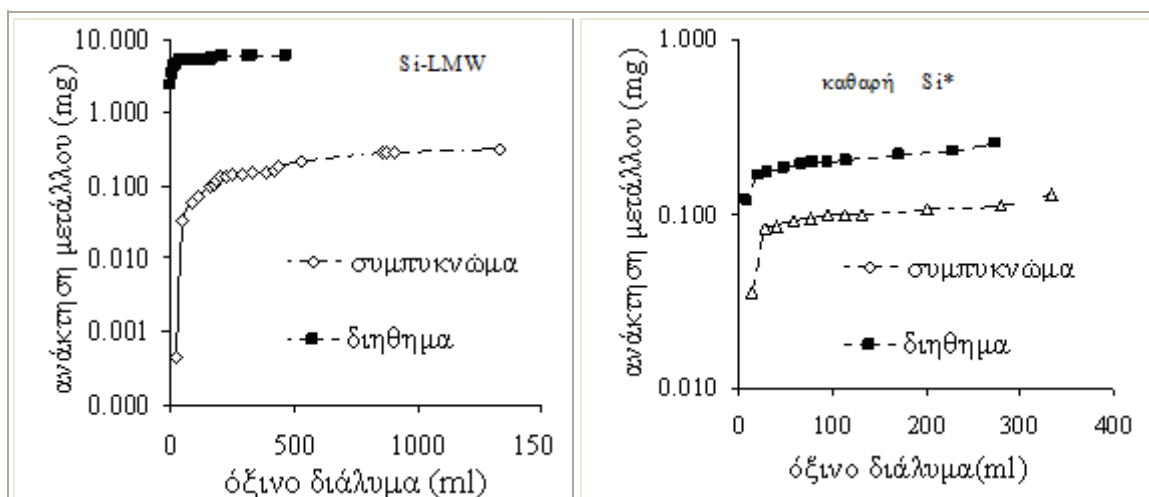 10.000
1.000
0.100
0.010
0.001
0.000
ανάκτηση μετάλλου (mg)
Si-LMW
συμπυκνώμα
διηθημα
0 500 1000 150
όξινο διάλυμα (ml)
1.000
0.100
0.010
ανάκτηση μετάλλου (mg)
καθαρή Si*
συμπυκνώμα
διηθημα
0 100 200 300 400
όξινο διάλυμα(ml)